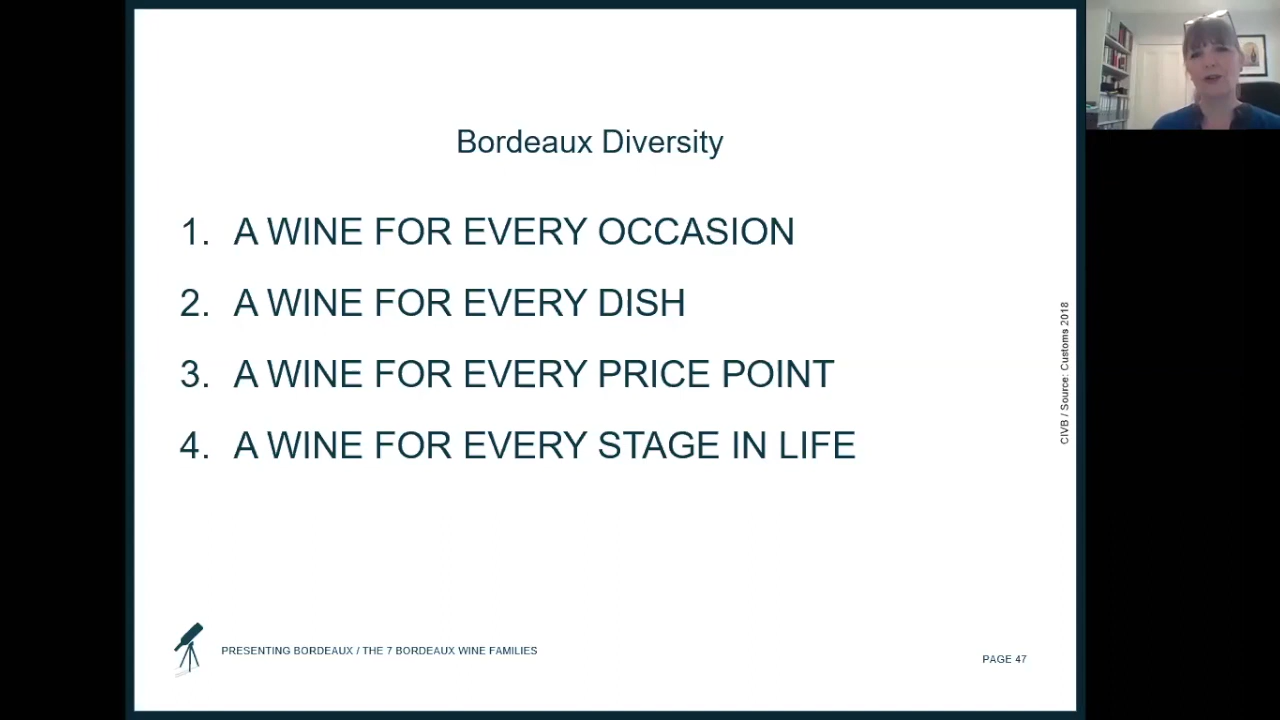 Bordeaux Diversity
1. A WINE FOR EVERY OCCASION
2. A WINE FOR EVERY DISH
3. A WINE FOR EVERY PRICE POINT
4. A WINE FOR EVERY STAGE IN LIFE
CIVB / Source: Customs 2018
PRESENTING BORDEAUX / THE 7 BORDEAUX WINE FAMILIES
PAGE 47